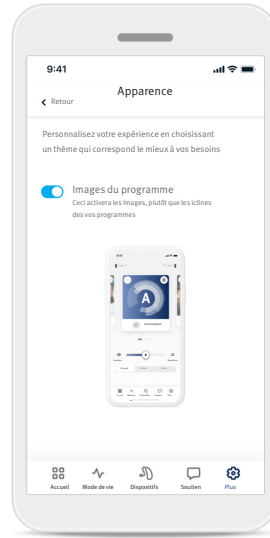 9:41
Apparence
Retour
Personnalisez votre expérience en choisissant
un thème qui correspond le mieux à vos besoins
Images du programme
Ceci activera les images, plutôt que les icônes
des vos programmes
A
Accueil Mode de vie Dispositifs Soutien Plus